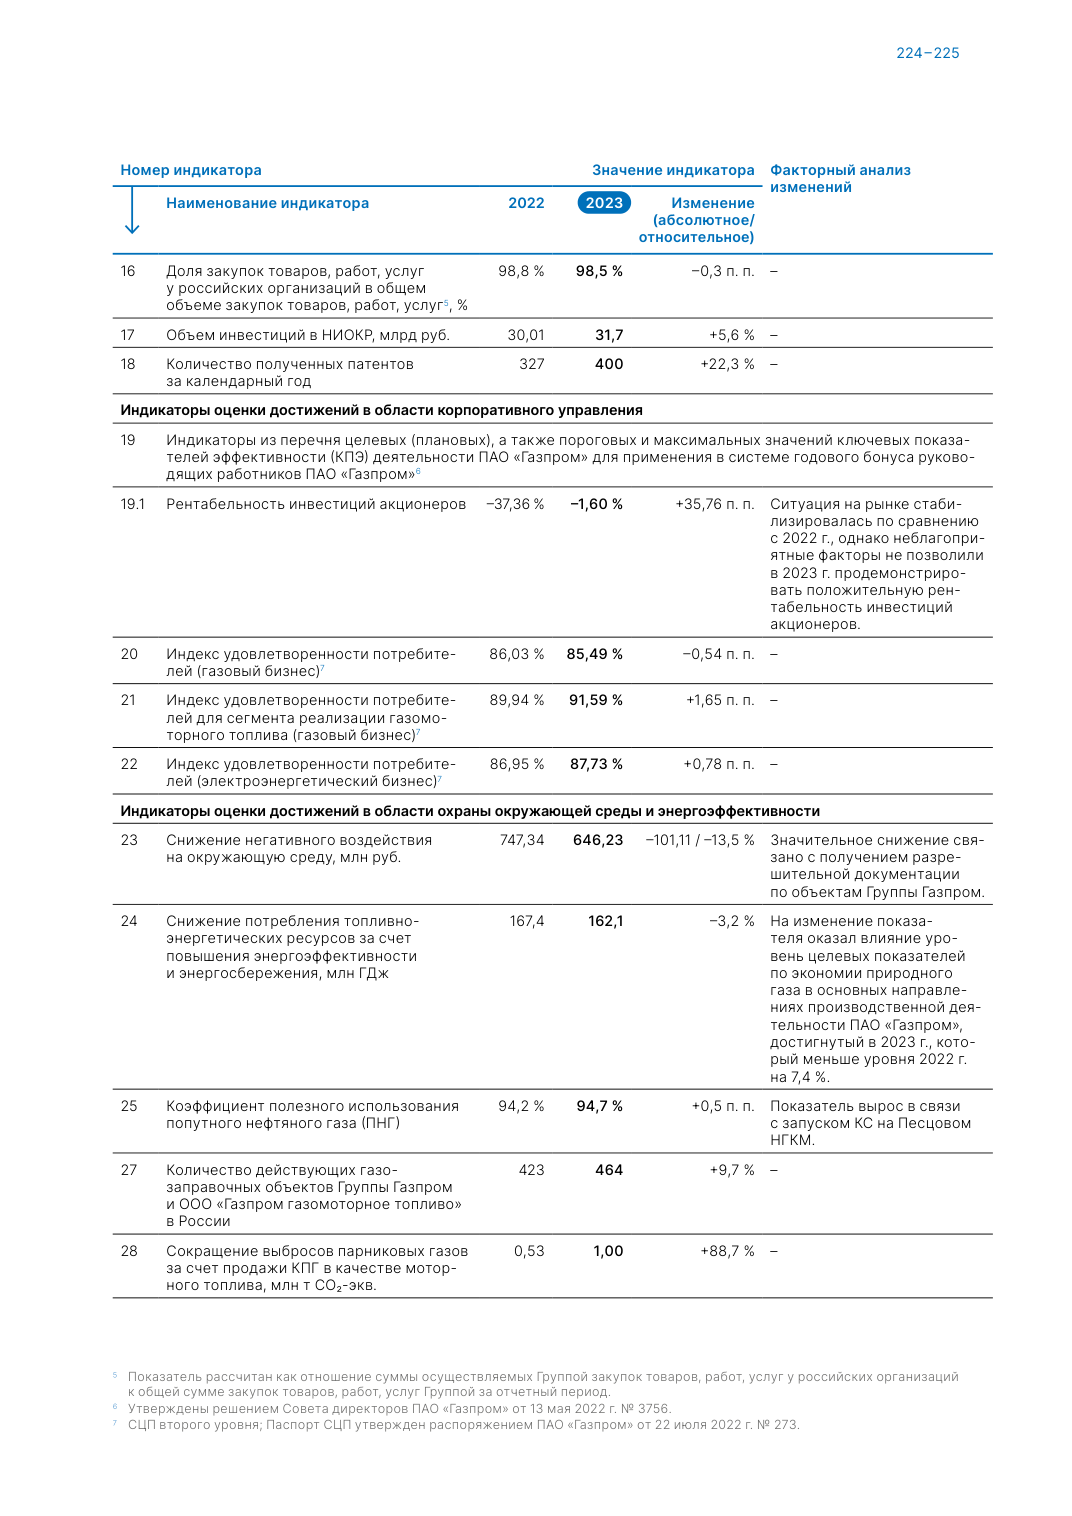 224–225
Номер индикатора
Значение индикатора
Факторный анализ
изменений
Наименование индикатора
2022
2023
Изменение
(абсолютное/
относительное)
16 Доля закупок товаров, работ, услуг 98,8 % 98,5 % –0,3 п. п. –
у российских организаций в общем
объеме закупок товаров, работ, услуг⁵, %
17 Объем инвестиций в НИОКР, млрд руб. 30,01 31,7 +5,6 % –
18 Количество полученных патентов 327 400 +22,3 % –
за календарный год
Индикаторы оценки достижений в области корпоративного управления
19 Индикаторы из перечня целевых (плановых), а также пороговых и максимальных значений ключевых показа-
телей эффективности (КПЭ) деятельности ПАО «Газпром» для применения в системе годового бонуса руково-
дящих работников ПАО «Газпром»⁶
19.1 Рентабельность инвестиций акционеров –37,36 % –1,60 % +35,76 п. п. Ситуация на рынке стаби-
лизировалась по сравнению
с 2022 г., однако неблагопри-
ятные факторы не позволили
в 2023 г. продемонстриро-
вать положительную рен-
табельность инвестиций
акционеров.
20 Индекс удовлетворенности потребите- 86,03 % 85,49 % –0,54 п. п. –
лей (газовый бизнес)⁷
21 Индекс удовлетворенности потребите- 89,94 % 91,59 % +1,65 п. п. –
лей для сегмента реализации газомо-
торного топлива (газовый бизнес)⁷
22 Индекс удовлетворенности потребите- 86,95 % 87,73 % +0,78 п. п. –
лей (электроэнергетический бизнес)⁷
Индикаторы оценки достижений в области охраны окружающей среды и энергоэффективности
23 Снижение негативного воздействия 747,34 646,23 –101,11 / –13,5 % Значительное снижение свя-
на окружающую среду, млн руб. зано с получением разре-
шительной документации
по объектам Группы Газпром.
24 Снижение потребления топливно- 167,4 162,1 –3,2 % На изменение показа-
энергетических ресурсов за счет теля оказал влияние уро-
повышения энергоэффективности вень целевых показателей
и энергосбережения, млн ГДж по экономии природного
газа в основных направле-
ниях производственной дея-
тельности ПАО «Газпром»,
достигнутый в 2023 г., кото-
рый меньше уровня 2022 г.
на 7,4 %.
25 Коэффициент полезного использования 94,2 % 94,7 % +0,5 п. п. Показатель вырос в связи
попутного нефтяного газа (ПНГ) с запуском КС на Песцовом
НГКМ.
27 Количество действующих газо- 423 464 +9,7 % –
заправочных объектов Группы Газпром
и ООО «Газпром газомоторное топливо»
в России
28 Сокращение выбросов парниковых газов 0,53 1,00 +88,7 % –
за счет продажи КПГ в качестве мотор-
ного топлива, млн т CO₂-экв.
⁵ Показатель рассчитан как отношение суммы осуществляемых Группой закупок товаров, работ, услуг у российских организаций
к общей сумме закупок товаров, работ, услуг Группой за отчетный период.
⁶ Утверждены решением Совета директоров ПАО «Газпром» от 13 мая 2022 г. № 3756.
⁷ СЦП второго уровня; Паспорт СЦП утвержден распоряжением ПАО «Газпром» от 22 июля 2022 г. № 273.